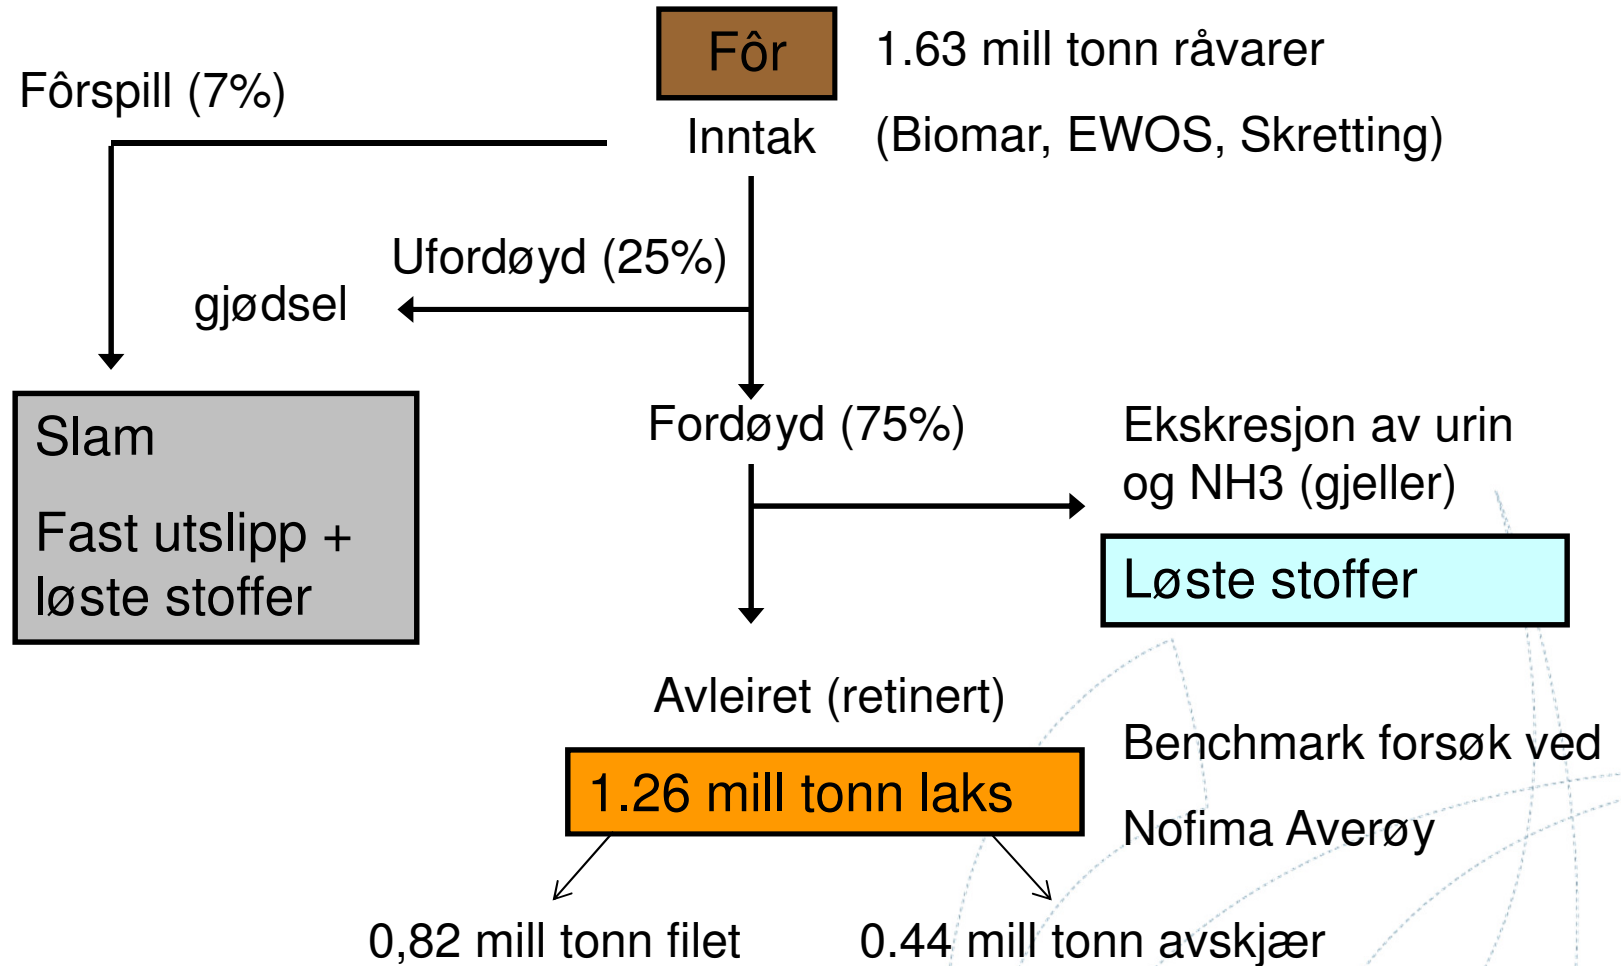 Fôr
1.63 mill tonn råvarer
Fôrspill (7%)
Inntak
(Biomar, EWOS, Skretting)
Ufordøyd (25%)
gjødsel
Slam
Fast utslipp +
løste stoffer
Fordøyd (75%)
Ekskresjon av urin
og NH3 (gjeller)
Løste stoffer
Avleiret (retinert)
1.26 mill tonn laks
Benchmark forsøk ved
Nofima Averøy
0,82 mill tonn filet
0.44 mill tonn avskjær